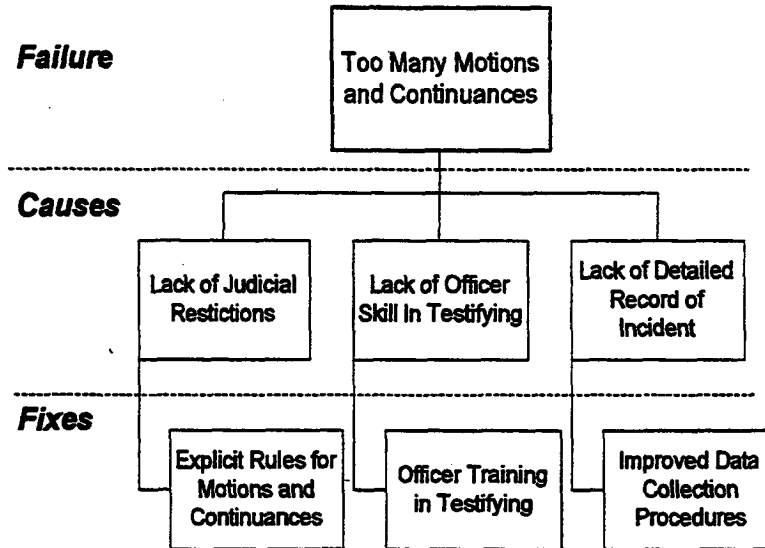 Failure
Too Many Motions
and Continuances
Causes
Lack of Judicial
Restictions
Lack of Officer
Skill In Testifying
Lack of Detailed
Record of
Incident
Fixes
Explicit Rules for
Motions and
Continuances
Officer Training
in Testifying
Improved Data
Collection
Procedures